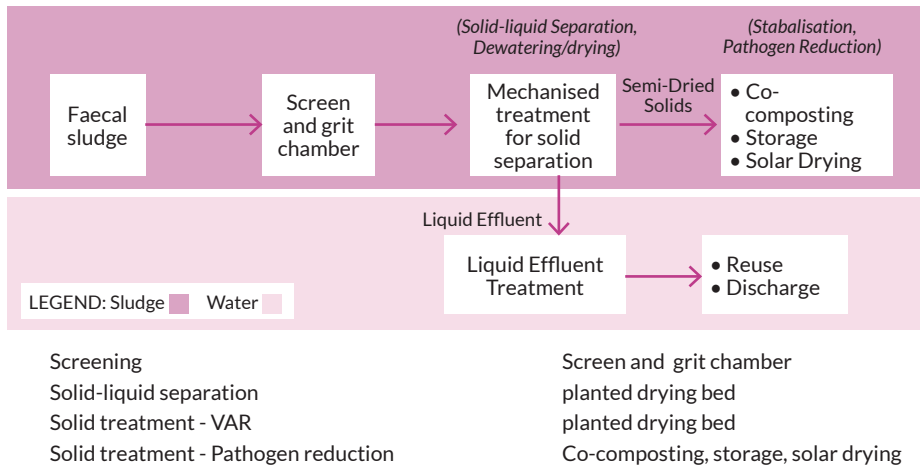 (Solid-liquid Separation,
Dewatering/drying)
(Stabalisation,
Pathogen Reduction)
Faecal
sludge
Screen
and grit
chamber
Mechanised
treatment
for solid
separation
Semi-Dried
Solids
• Co-
composting
• Storage
• Solar Drying
Liquid Effluent
Liquid Effluent
Treatment
• Reuse
• Discharge
LEGEND: Sludge Water
Screening Screen and grit chamber
Solid-liquid separation planted drying bed
Solid treatment - VAR planted drying bed
Solid treatment - Pathogen reduction Co-composting, storage, solar drying